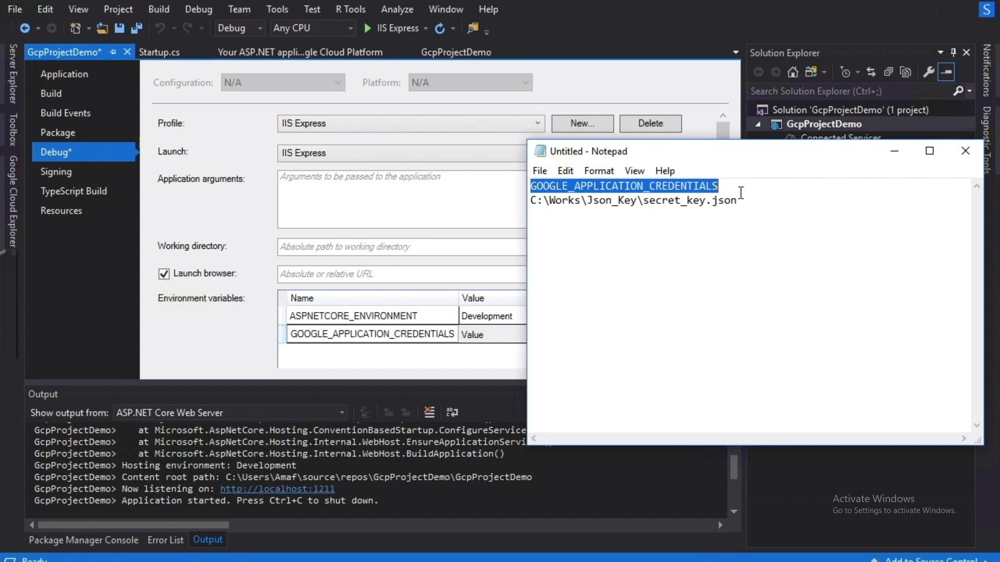 File Edit View Project Build Debug Team Tools Test R Tools Analyze Window Help
S
Debug Any CPU IIS Express
GcpProjectDemo* Startup.cs Your ASP.NET appli...gle Cloud Platform GcpProjectDemo
Server Explorer
Toolbox
Google Cloud Explorer
Application
Build
Build Events
Package
Debug*
Signing
TypeScript Build
Resources
Configuration: N/A Platform: N/A
Profile: IIS Express New... Delete
Launch: IIS Express
Application arguments: Arguments to be passed to the application
Working directory: Absolute path to working directory
Launch browser: Absolute or relative URL
Environment variables: Name Value
ASPNETCORE_ENVIRONMENT Development
GOOGLE_APPLICATION_CREDENTIALS Value
Solution Explorer
Search Solution Explorer (Ctrl+;)
Solution 'GcpProjectDemo' (1 project)
GcpProjectDemo
Connected Services
Notifications
Diagnostic Tools
Untitled - Notepad
File Edit Format View Help
GOOGLE_APPLICATION_CREDENTIALS
C:\Works\Json_Key\secret_key.json
Output
Show output from: ASP.NET Core Web Server
GcpProjectDemo> at Microsoft.AspNetCore.Hosting.ConventionBasedStartup.ConfigureService
GcpProjectDemo> at Microsoft.AspNetCore.Hosting.Internal.WebHost.EnsureApplicationServi
GcpProjectDemo> at Microsoft.AspNetCore.Hosting.Internal.WebHost.BuildApplication()
GcpProjectDemo> Hosting environment: Development
GcpProjectDemo> Content root path: C:\Users\Amaf\source\repos\GcpProjectDemo\GcpProjectDemo
GcpProjectDemo> Now listening on: http://localhost:1211
GcpProjectDemo> Application started. Press Ctrl+C to shut down.
Activate Windows
Go to Settings to activate Windows.
Package Manager Console Error List Output
Ready Add to Source Control